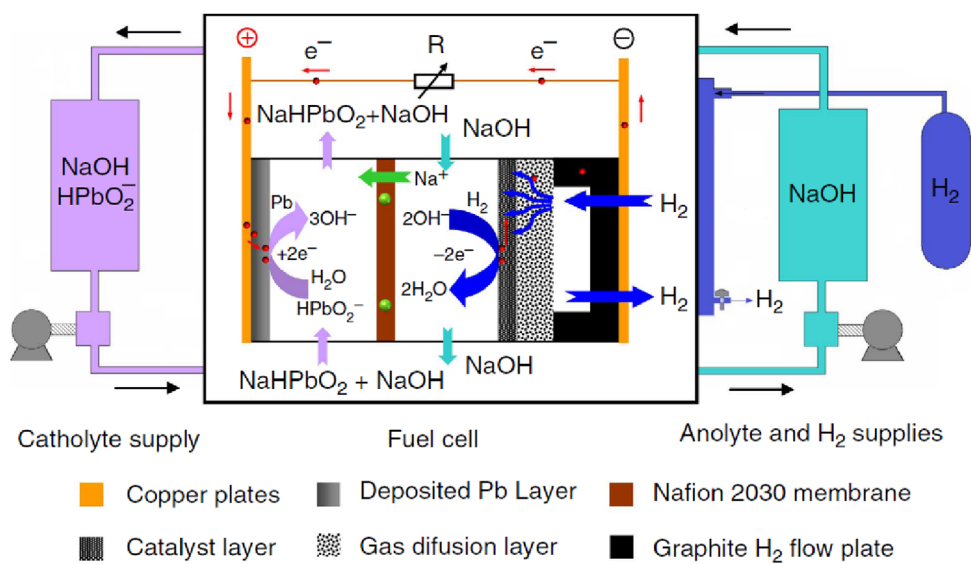 ⊕
⊖
e⁻
R
e⁻
NaHPbO₂+NaOH
NaOH
NaOH
HPbO₂⁻
Na⁺
Pb
3OH⁻
+2e⁻
H₂O
HPbO₂⁻
2OH⁻
H₂
−2e⁻
2H₂O
H₂
H₂
H₂
NaOH
H₂
NaHPbO₂ + NaOH
NaOH
Catholyte supply
Fuel cell
Anolyte and H₂ supplies
Copper plates
Deposited Pb Layer
Nafion 2030 membrane
Catalyst layer
Gas difusion layer
Graphite H₂ flow plate